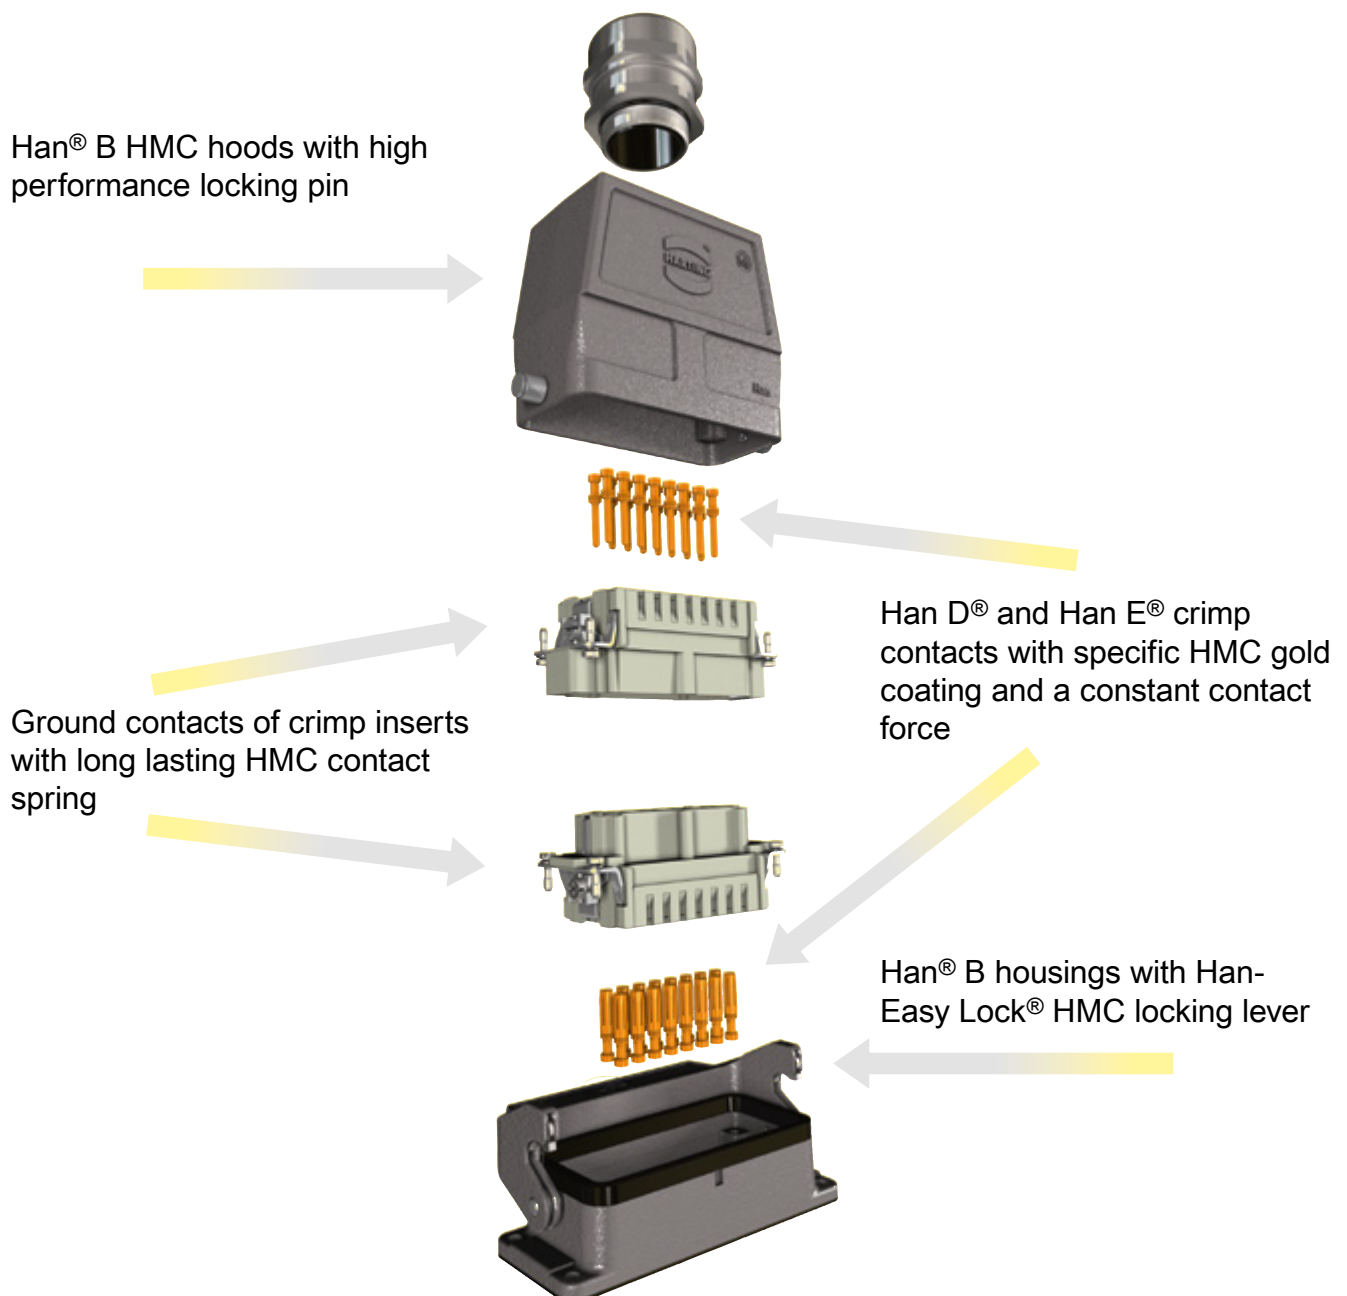 Han® B HMC hoods with high
performance locking pin
HARTING
Han
Han D® and Han E® crimp
contacts with specific HMC gold
coating and a constant contact
force
Ground contacts of crimp inserts
with long lasting HMC contact
spring
Han® B housings with Han-
Easy Lock® HMC locking lever